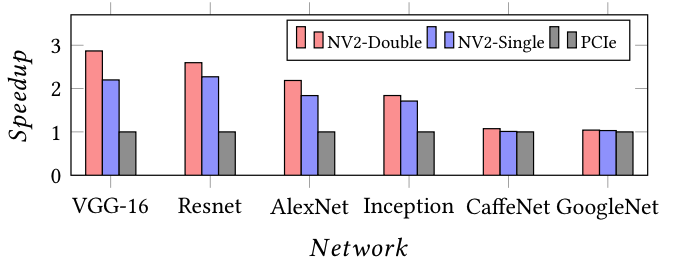 NV2-Double NV2-Single PCIe
Speedup
3
2
1
0
VGG-16 Resnet AlexNet Inception CaffeNet GoogleNet
Network